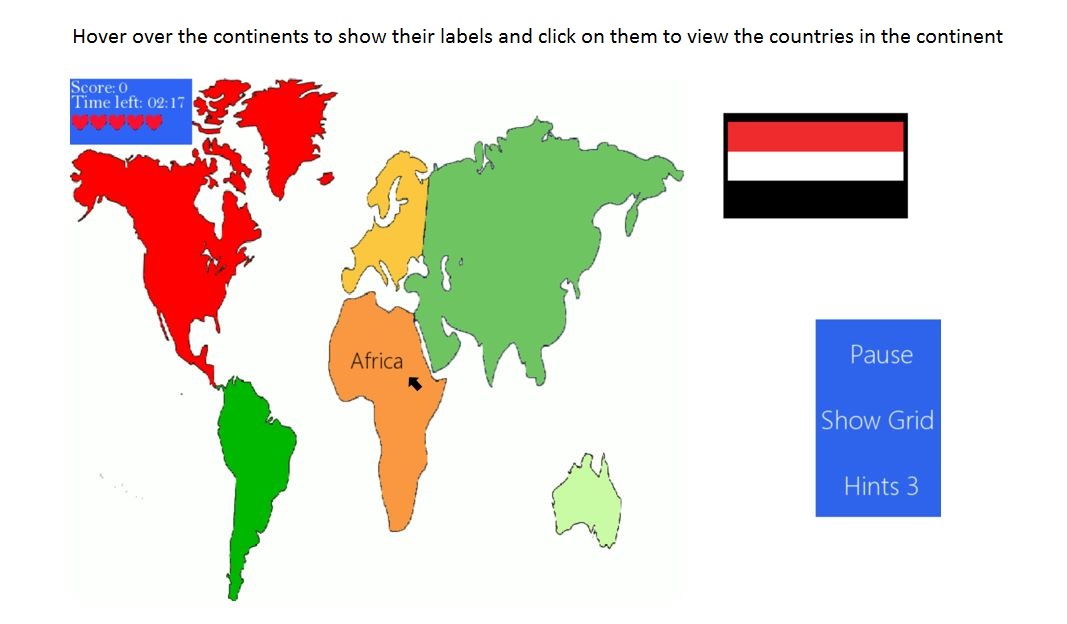 Hover over the continents to show their labels and click on them to view the countries in the continent
Score: 0
Time left: 02:17
Africa
Pause
Show Grid
Hints 3